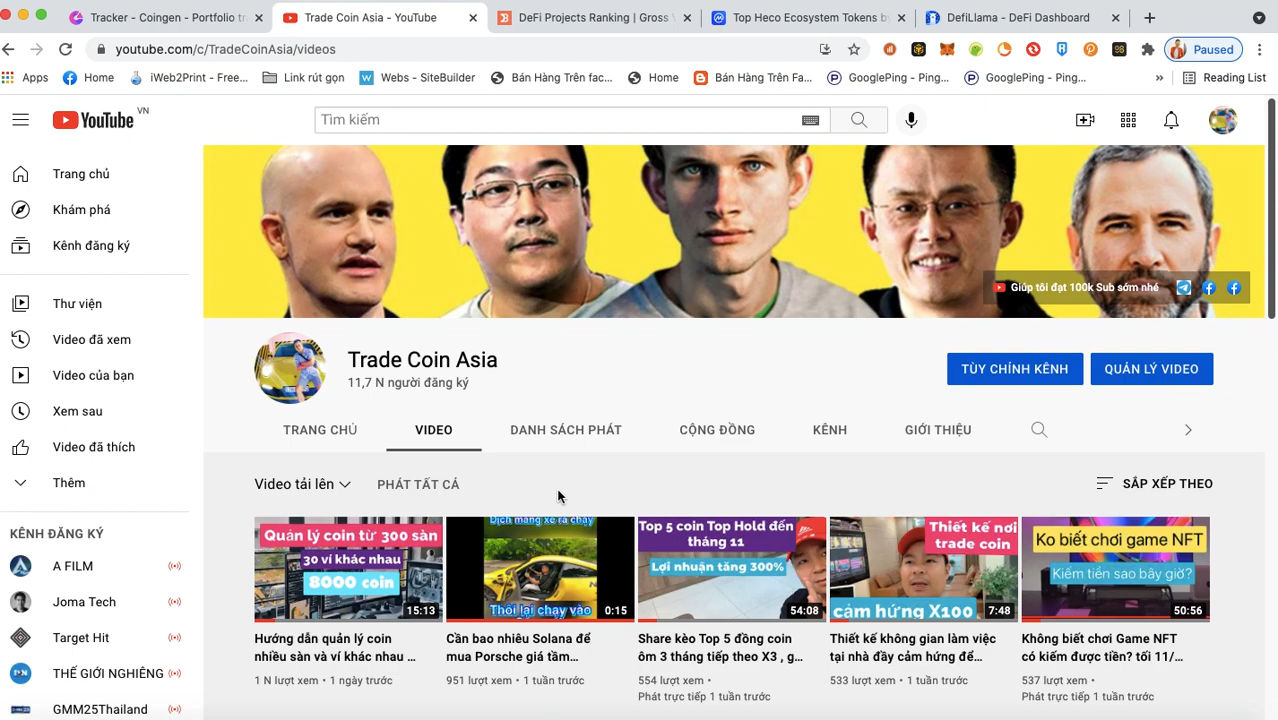 Tracker - Coingen - Portfolio tr
Trade Coin Asia - YouTube
DeFi Projects Ranking | Gross V
Top Heco Ecosystem Tokens by
DefiLlama - DeFi Dashboard
youtube.com/c/TradeCoinAsia/videos
Paused
Apps
Home
iWeb2Print - Free...
Link rút gọn
Webs - SiteBuilder
Bán Hàng Trên fac...
Home
Bán Hàng Trên Fa...
GooglePing - Ping...
GooglePing - Ping...
Reading List
YouTube VN
Tìm kiếm
Trang chủ
Khám phá
Kênh đăng ký
Thư viện
Video đã xem
Video của bạn
Xem sau
Video đã thích
Thêm
KÊNH ĐĂNG KÝ
A FILM
Joma Tech
Target Hit
THẾ GIỚI NGHIÊNG
GMM25Thailand
Giúp tôi đạt 100k Sub sớm nhé
Trade Coin Asia
11,7 N người đăng ký
TÙY CHỈNH KÊNH
QUẢN LÝ VIDEO
TRANG CHỦ
VIDEO
DANH SÁCH PHÁT
CỘNG ĐỒNG
KÊNH
GIỚI THIỆU
Video tải lên
PHÁT TẤT CẢ
SẮP XẾP THEO
Quản lý coin từ 300 sàn
30 ví khác nhau
8000 coin
15:13
Hướng dẫn quản lý coin
nhiều sàn và ví khác nhau ...
1 N lượt xem • 1 ngày trước
Dịch mang xe ra chạy
Thôi lại chạy vào
0:15
Cần bao nhiêu Solana để
mua Porsche giá tầm...
951 lượt xem • 1 tuần trước
Top 5 coin Top Hold đến
tháng 11
Lợi nhuận tăng 300%
54:08
Share kèo Top 5 đồng coin
ôm 3 tháng tiếp theo X3 , g...
554 lượt xem •
Phát trực tiếp 1 tuần trước
Thiết kế nơi
trade coin
cảm hứng X100
7:48
Thiết kế không gian làm việc
tại nhà đầy cảm hứng để...
533 lượt xem • 1 tuần trước
Ko biết chơi game NFT
Kiếm tiền sao bây giờ?
50:56
Không biết chơi Game NFT
có kiếm được tiền? tối 11/...
537 lượt xem •
Phát trực tiếp 1 tuần trước